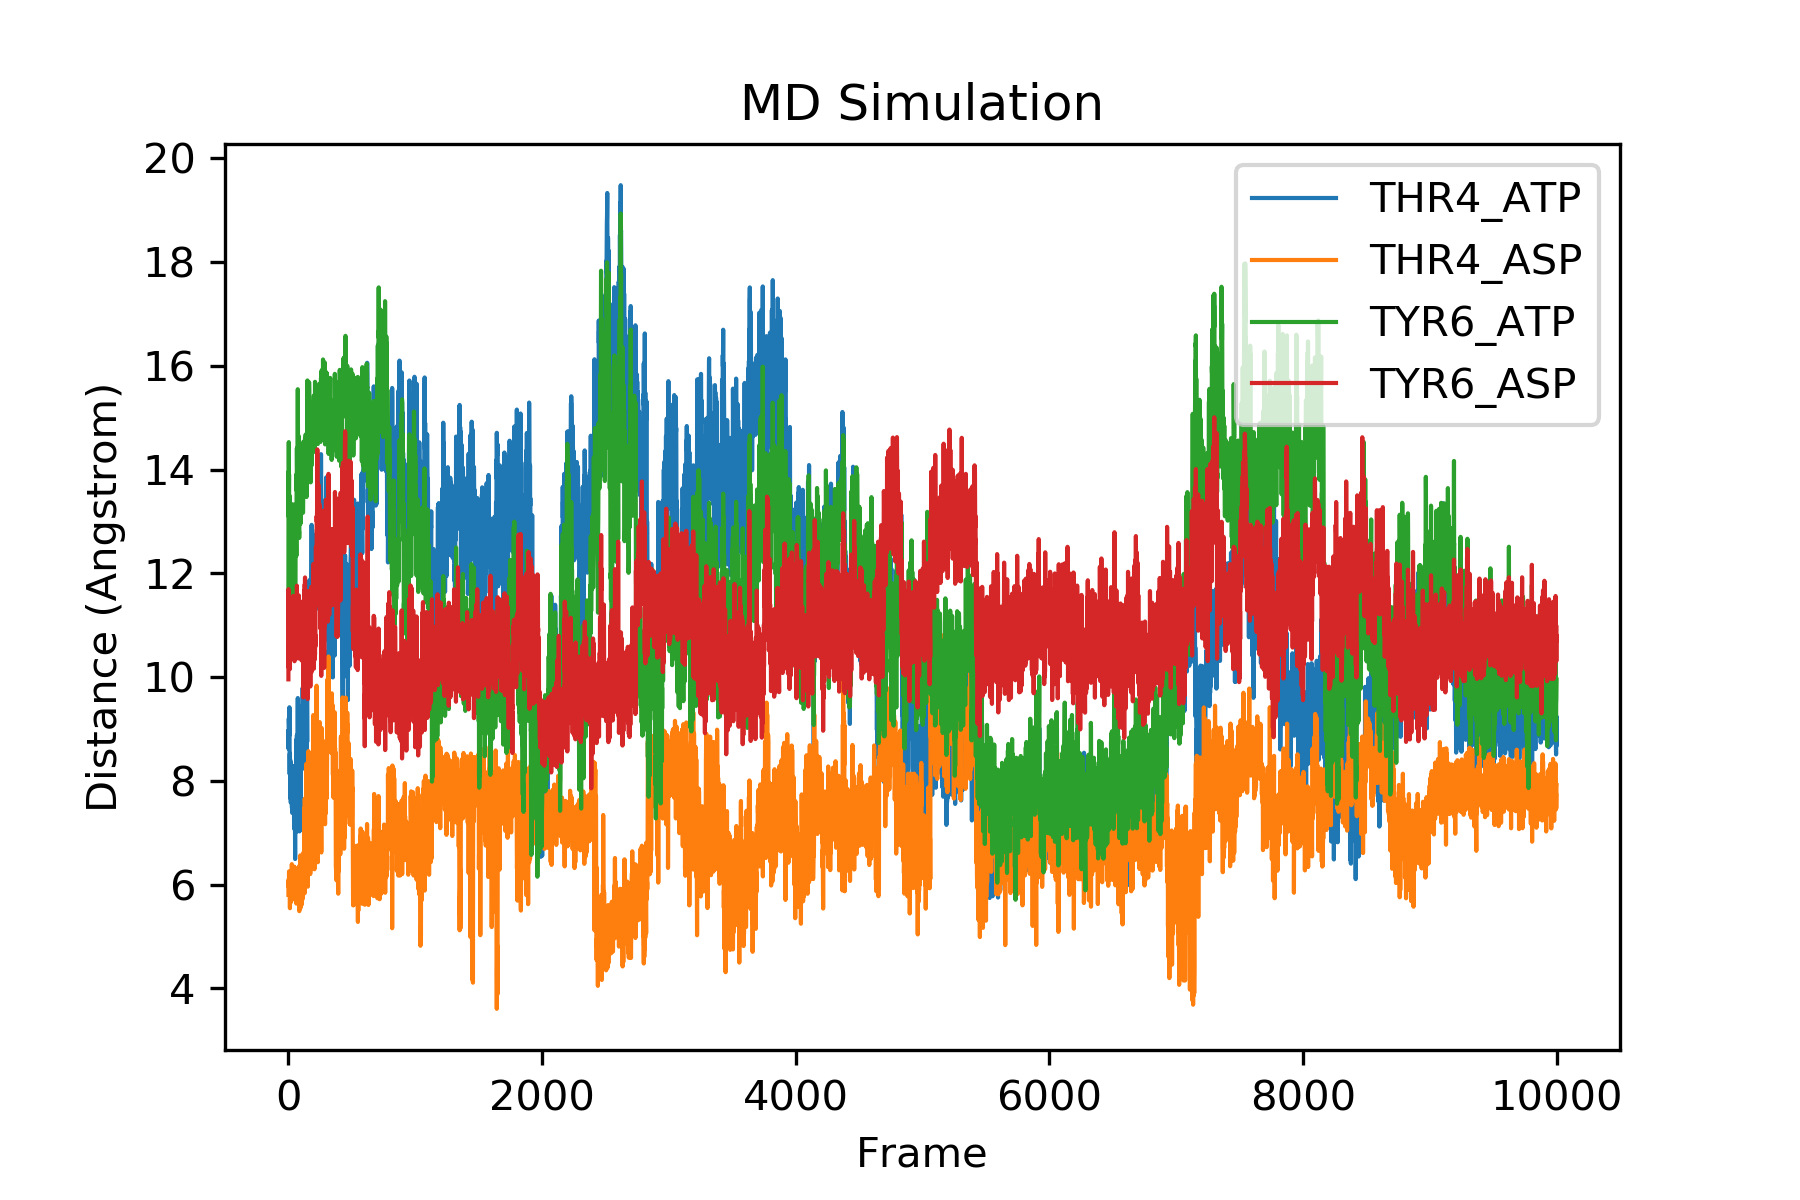 MD Simulation
20
18
16
14
12
10
8
6
4
Distance (Angstrom)
THR4_ATP
THR4_ASP
TYR6_ATP
TYR6_ASP
0 2000 4000 6000 8000 10000
Frame